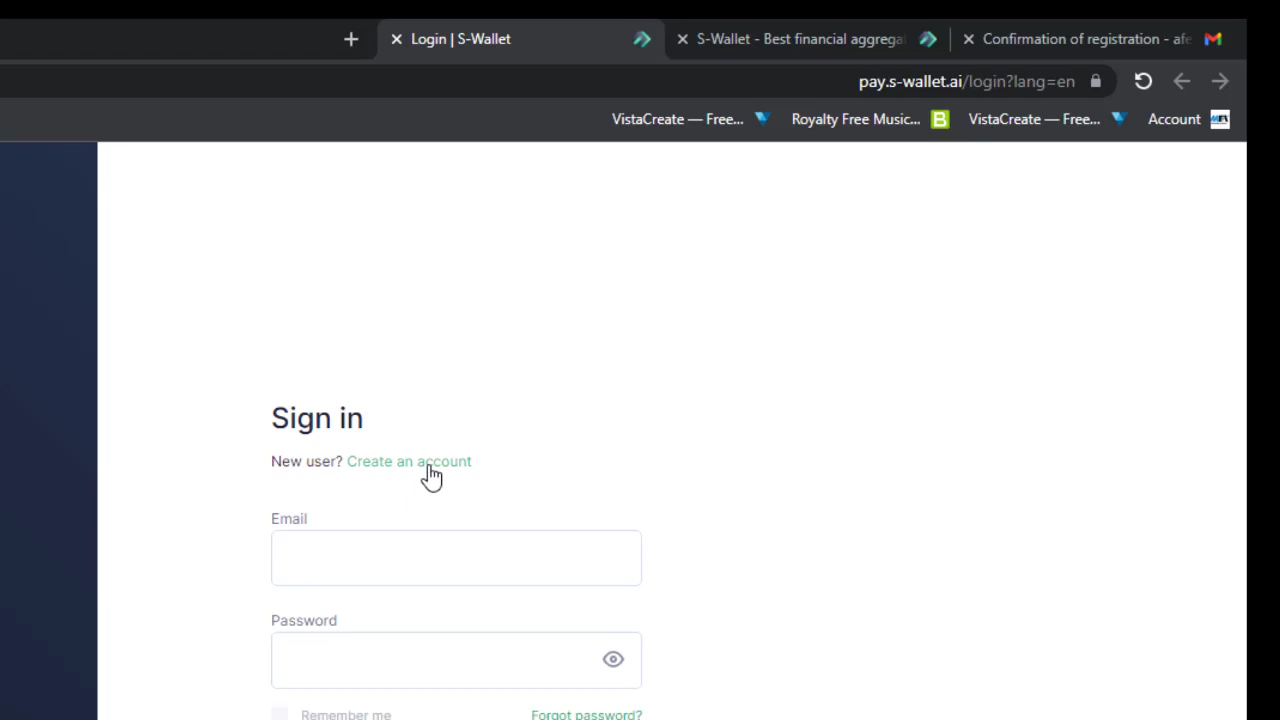 Login | S-Wallet
S-Wallet - Best financial aggrega
Confirmation of registration - afe
pay.s-wallet.ai/login?lang=en
VistaCreate — Free...
Royalty Free Music...
VistaCreate — Free...
Account
Sign in
New user? Create an account
Email
Password
Remember me
Forgot password?